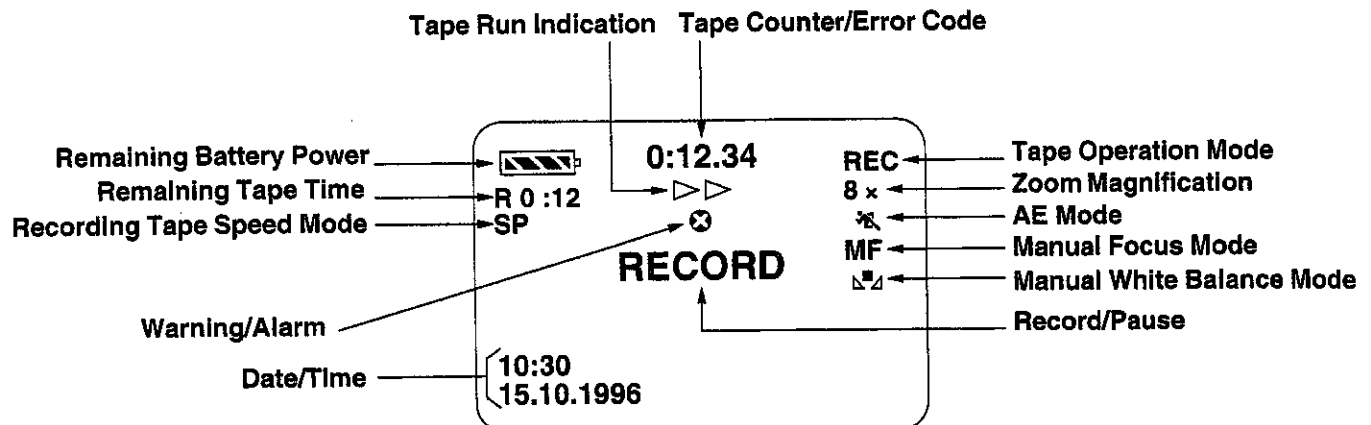 Tape Run Indication
Tape Counter/Error Code
Remaining Battery Power
Remaining Tape Time
Recording Tape Speed Mode
Warning/Alarm
Date/Time
0:12.34
R 0 :12
SP
RECORD
10:30
15.10.1996
REC
8 x
MF
Tape Operation Mode
Zoom Magnification
AE Mode
Manual Focus Mode
Manual White Balance Mode
Record/Pause